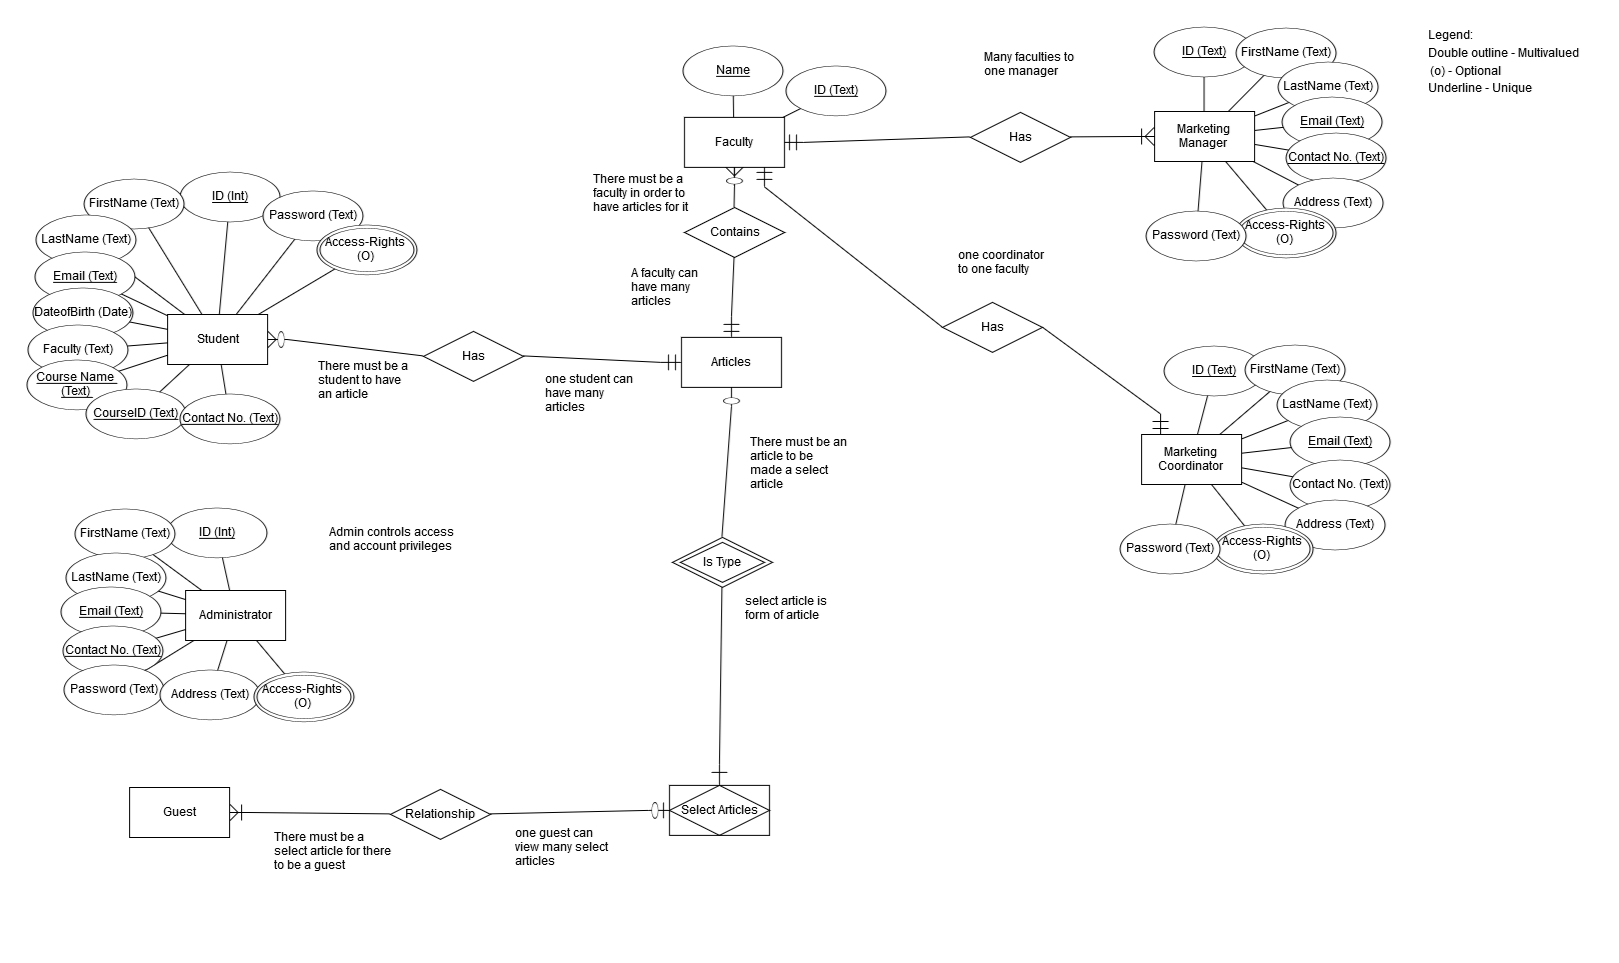 Legend:
Double outline - Multivalued
(o) - Optional
Underline - Unique
Name
ID (Text)
Faculty
Many faculties to
one manager
Has
ID (Text)
FirstName (Text)
LastName (Text)
Email (Text)
Contact No. (Text)
Address (Text)
Access-Rights
(O)
Password (Text)
Marketing
Manager
There must be a
faculty in order to
have articles for it
Contains
A faculty can
have many
articles
one coordinator
to one faculty
Has
FirstName (Text)
ID (Int)
Password (Text)
Access-Rights
(O)
LastName (Text)
Email (Text)
DateofBirth (Date)
Faculty (Text)
Course Name
(Text)
CourseID (Text)
Contact No. (Text)
Student
There must be a
student to have
an article
Has
one student can
have many
articles
Articles
ID (Text)
FirstName (Text)
LastName (Text)
Email (Text)
Contact No. (Text)
Address (Text)
Access-Rights
(O)
Password (Text)
Marketing
Coordinator
There must be an
article to be
made a select
article
Is Type
select article is
form of article
FirstName (Text)
ID (Int)
LastName (Text)
Email (Text)
Contact No. (Text)
Password (Text)
Address (Text)
Access-Rights
(O)
Administrator
Admin controls access
and account privileges
Guest
There must be a
select article for there
to be a guest
Relationship
one guest can
view many select
articles
Select Articles